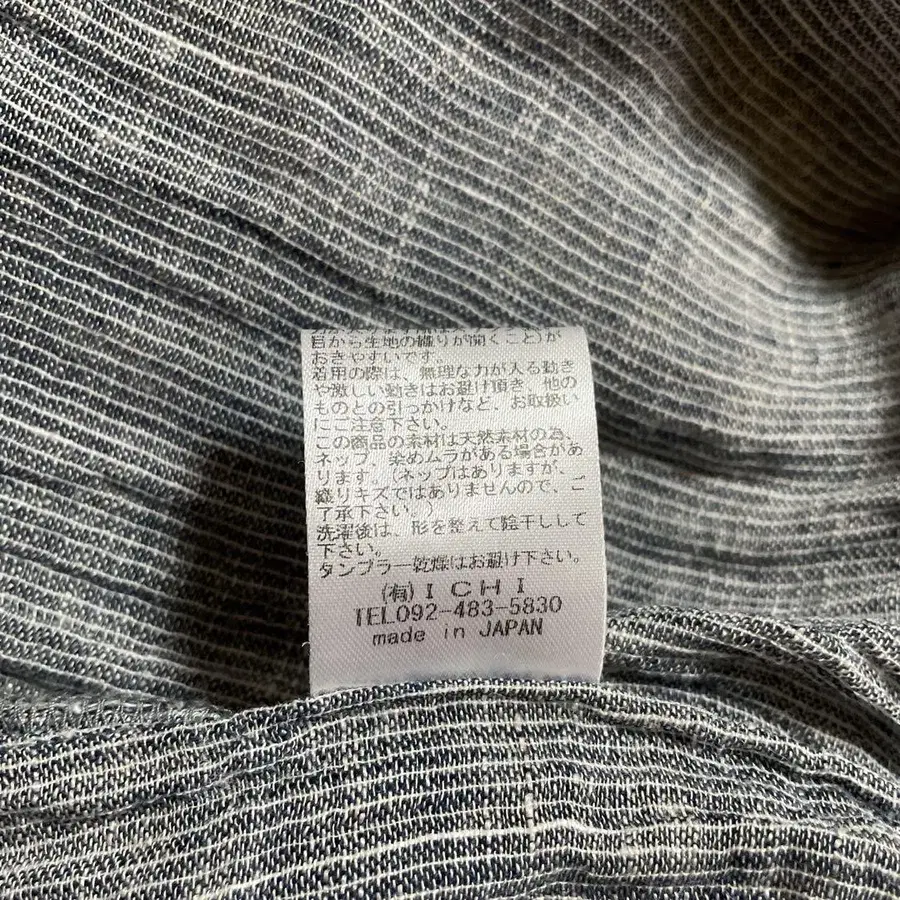 目から生地の織りが開くこと)が
おきやすいです。
着用の際は、無理な力が入る動き
や激しい動きはお避け頂き、他の
ものとの引っかけなど、お取扱い
にご注意下さい。
この商品の素材は天然素材の為、
ネップ、染めムラがある場合があ
ります。(ネップはありますが、
織りキズではありませんので、ご
了承下さい。)
洗濯後は、形を整えて陰干しして
下さい。
タンブラー乾燥はお避け下さい。
(有)ICHI
TEL092-483-5830
made in JAPAN